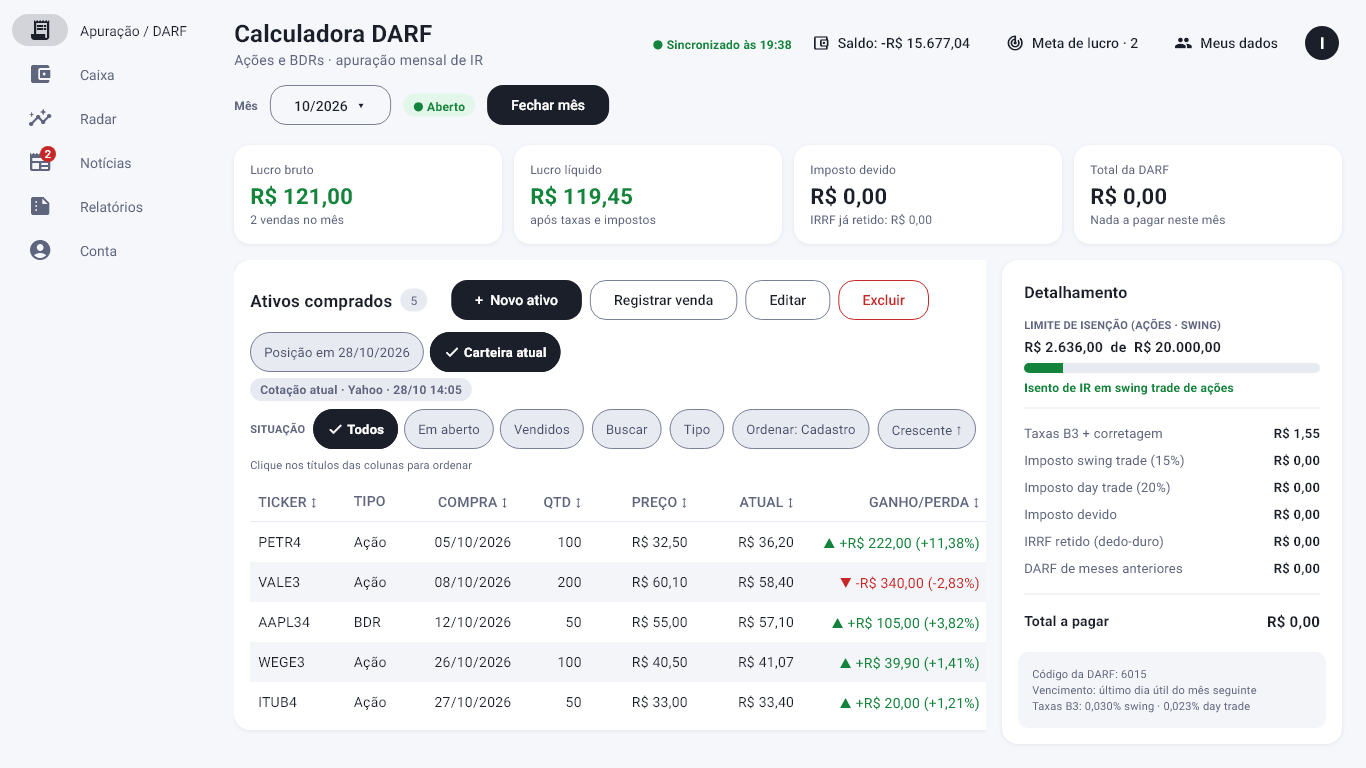 Apuração / DARF
Caixa
Radar
2
Notícias
Relatórios
Conta
Calculadora DARF
Ações e BDRs · apuração mensal de IR
Sincronizado às 19:38
Saldo: -R$ 15.677,04
Meta de lucro · 2
Meus dados
I
Mês 10/2026 ▾ Aberto Fechar mês
Lucro bruto
R$ 121,00
2 vendas no mês
Lucro líquido
R$ 119,45
após taxas e impostos
Imposto devido
R$ 0,00
IRRF já retido: R$ 0,00
Total da DARF
R$ 0,00
Nada a pagar neste mês
Ativos comprados 5 + Novo ativo Registrar venda Editar Excluir
Posição em 28/10/2026 ✓ Carteira atual
Cotação atual · Yahoo · 28/10 14:05
SITUAÇÃO ✓ Todos Em aberto Vendidos Buscar Tipo Ordenar: Cadastro Crescente ↑
Clique nos títulos das colunas para ordenar
TICKER ↕ TIPO COMPRA ↕ QTD ↕ PREÇO ↕ ATUAL ↕ GANHO/PERDA ↕
PETR4 Ação 05/10/2026 100 R$ 32,50 R$ 36,20 ▲ +R$ 222,00 (+11,38%)
VALE3 Ação 08/10/2026 200 R$ 60,10 R$ 58,40 ▼ -R$ 340,00 (-2,83%)
AAPL34 BDR 12/10/2026 50 R$ 55,00 R$ 57,10 ▲ +R$ 105,00 (+3,82%)
WEGE3 Ação 26/10/2026 100 R$ 40,50 R$ 41,07 ▲ +R$ 39,90 (+1,41%)
ITUB4 Ação 27/10/2026 50 R$ 33,00 R$ 33,40 ▲ +R$ 20,00 (+1,21%)
Detalhamento
LIMITE DE ISENÇÃO (AÇÕES · SWING)
R$ 2.636,00 de R$ 20.000,00
Isento de IR em swing trade de ações
Taxas B3 + corretagem R$ 1,55
Imposto swing trade (15%) R$ 0,00
Imposto day trade (20%) R$ 0,00
Imposto devido R$ 0,00
IRRF retido (dedo-duro) R$ 0,00
DARF de meses anteriores R$ 0,00
Total a pagar R$ 0,00
Código da DARF: 6015
Vencimento: último dia útil do mês seguinte
Taxas B3: 0,030% swing · 0,023% day trade